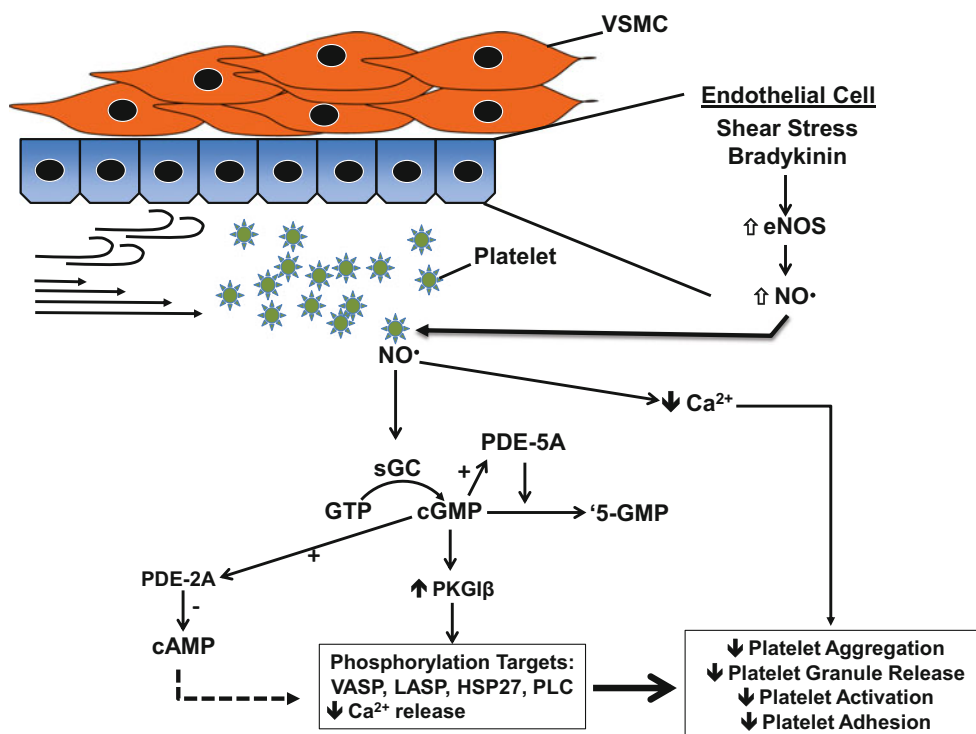 VSMC
Endothelial Cell
Shear Stress
Bradykinin
⇧ eNOS
Platelet
⇧ NO•
NO•
🡇 Ca²⁺
PDE-5A
sGC
+
GTP
cGMP
‘5-GMP
+
PDE-2A
🡅 PKGIβ
-
cAMP
Phosphorylation Targets:
VASP, LASP, HSP27, PLC
🡇 Ca²⁺ release
🡇 Platelet Aggregation
🡇 Platelet Granule Release
🡇 Platelet Activation
🡇 Platelet Adhesion